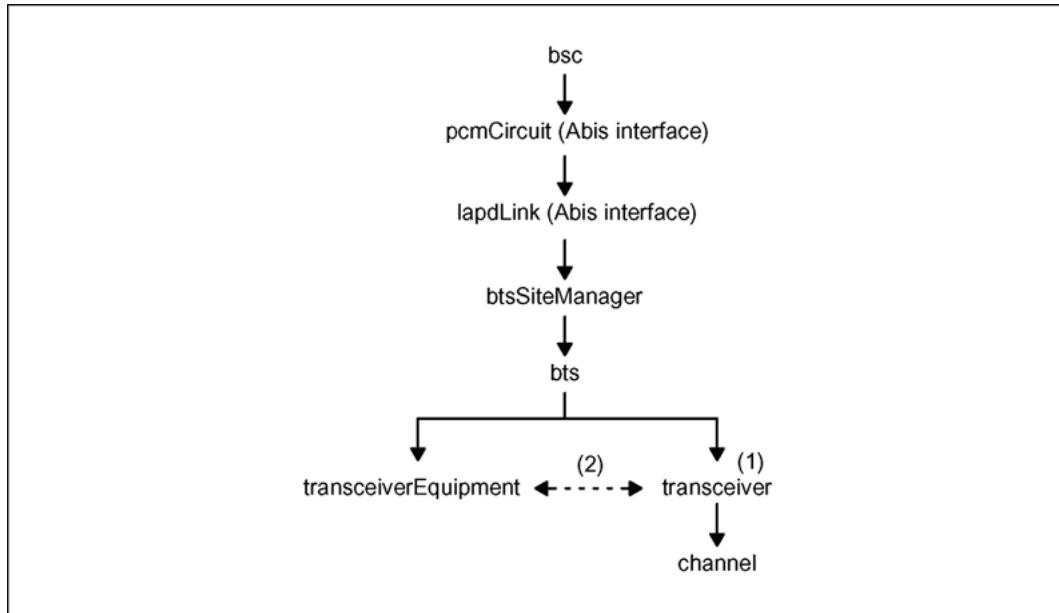 bsc
pcmCircuit (Abis interface)
lapdLink (Abis interface)
btsSiteManager
bts
(2)
(1)
transceiverEquipment
transceiver
channel